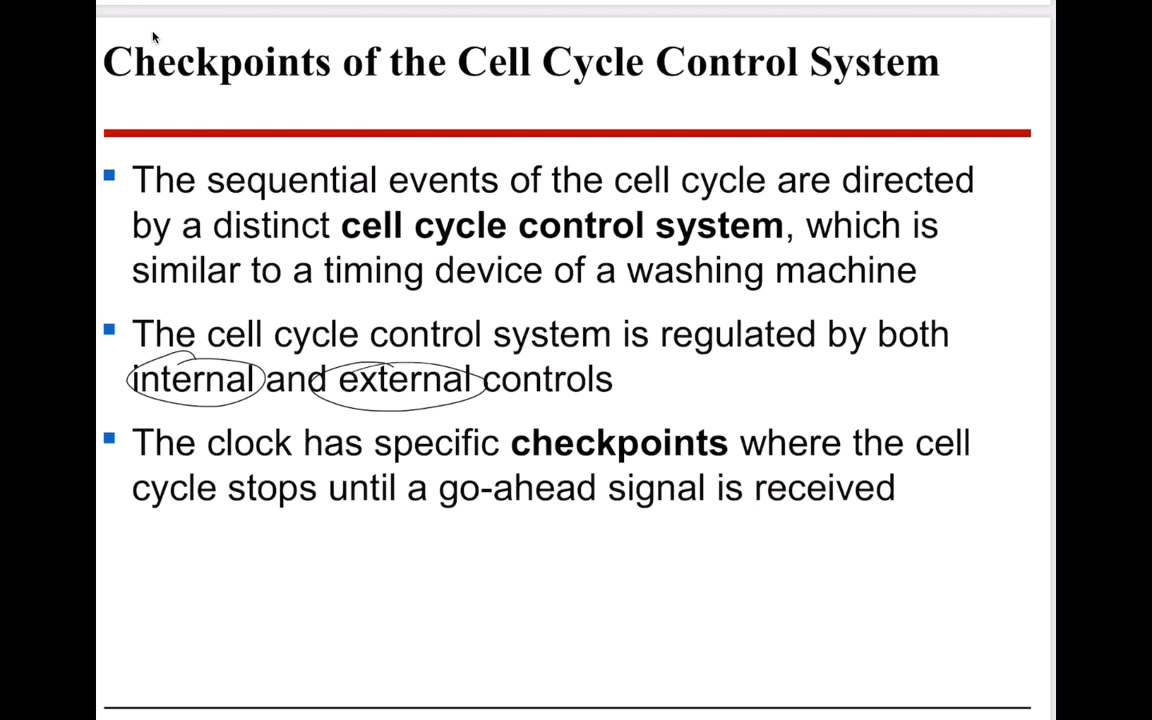 Checkpoints of the Cell Cycle Control System
The sequential events of the cell cycle are directed
by a distinct cell cycle control system, which is
similar to a timing device of a washing machine
The cell cycle control system is regulated by both
internal and external controls
The clock has specific checkpoints where the cell
cycle stops until a go-ahead signal is received